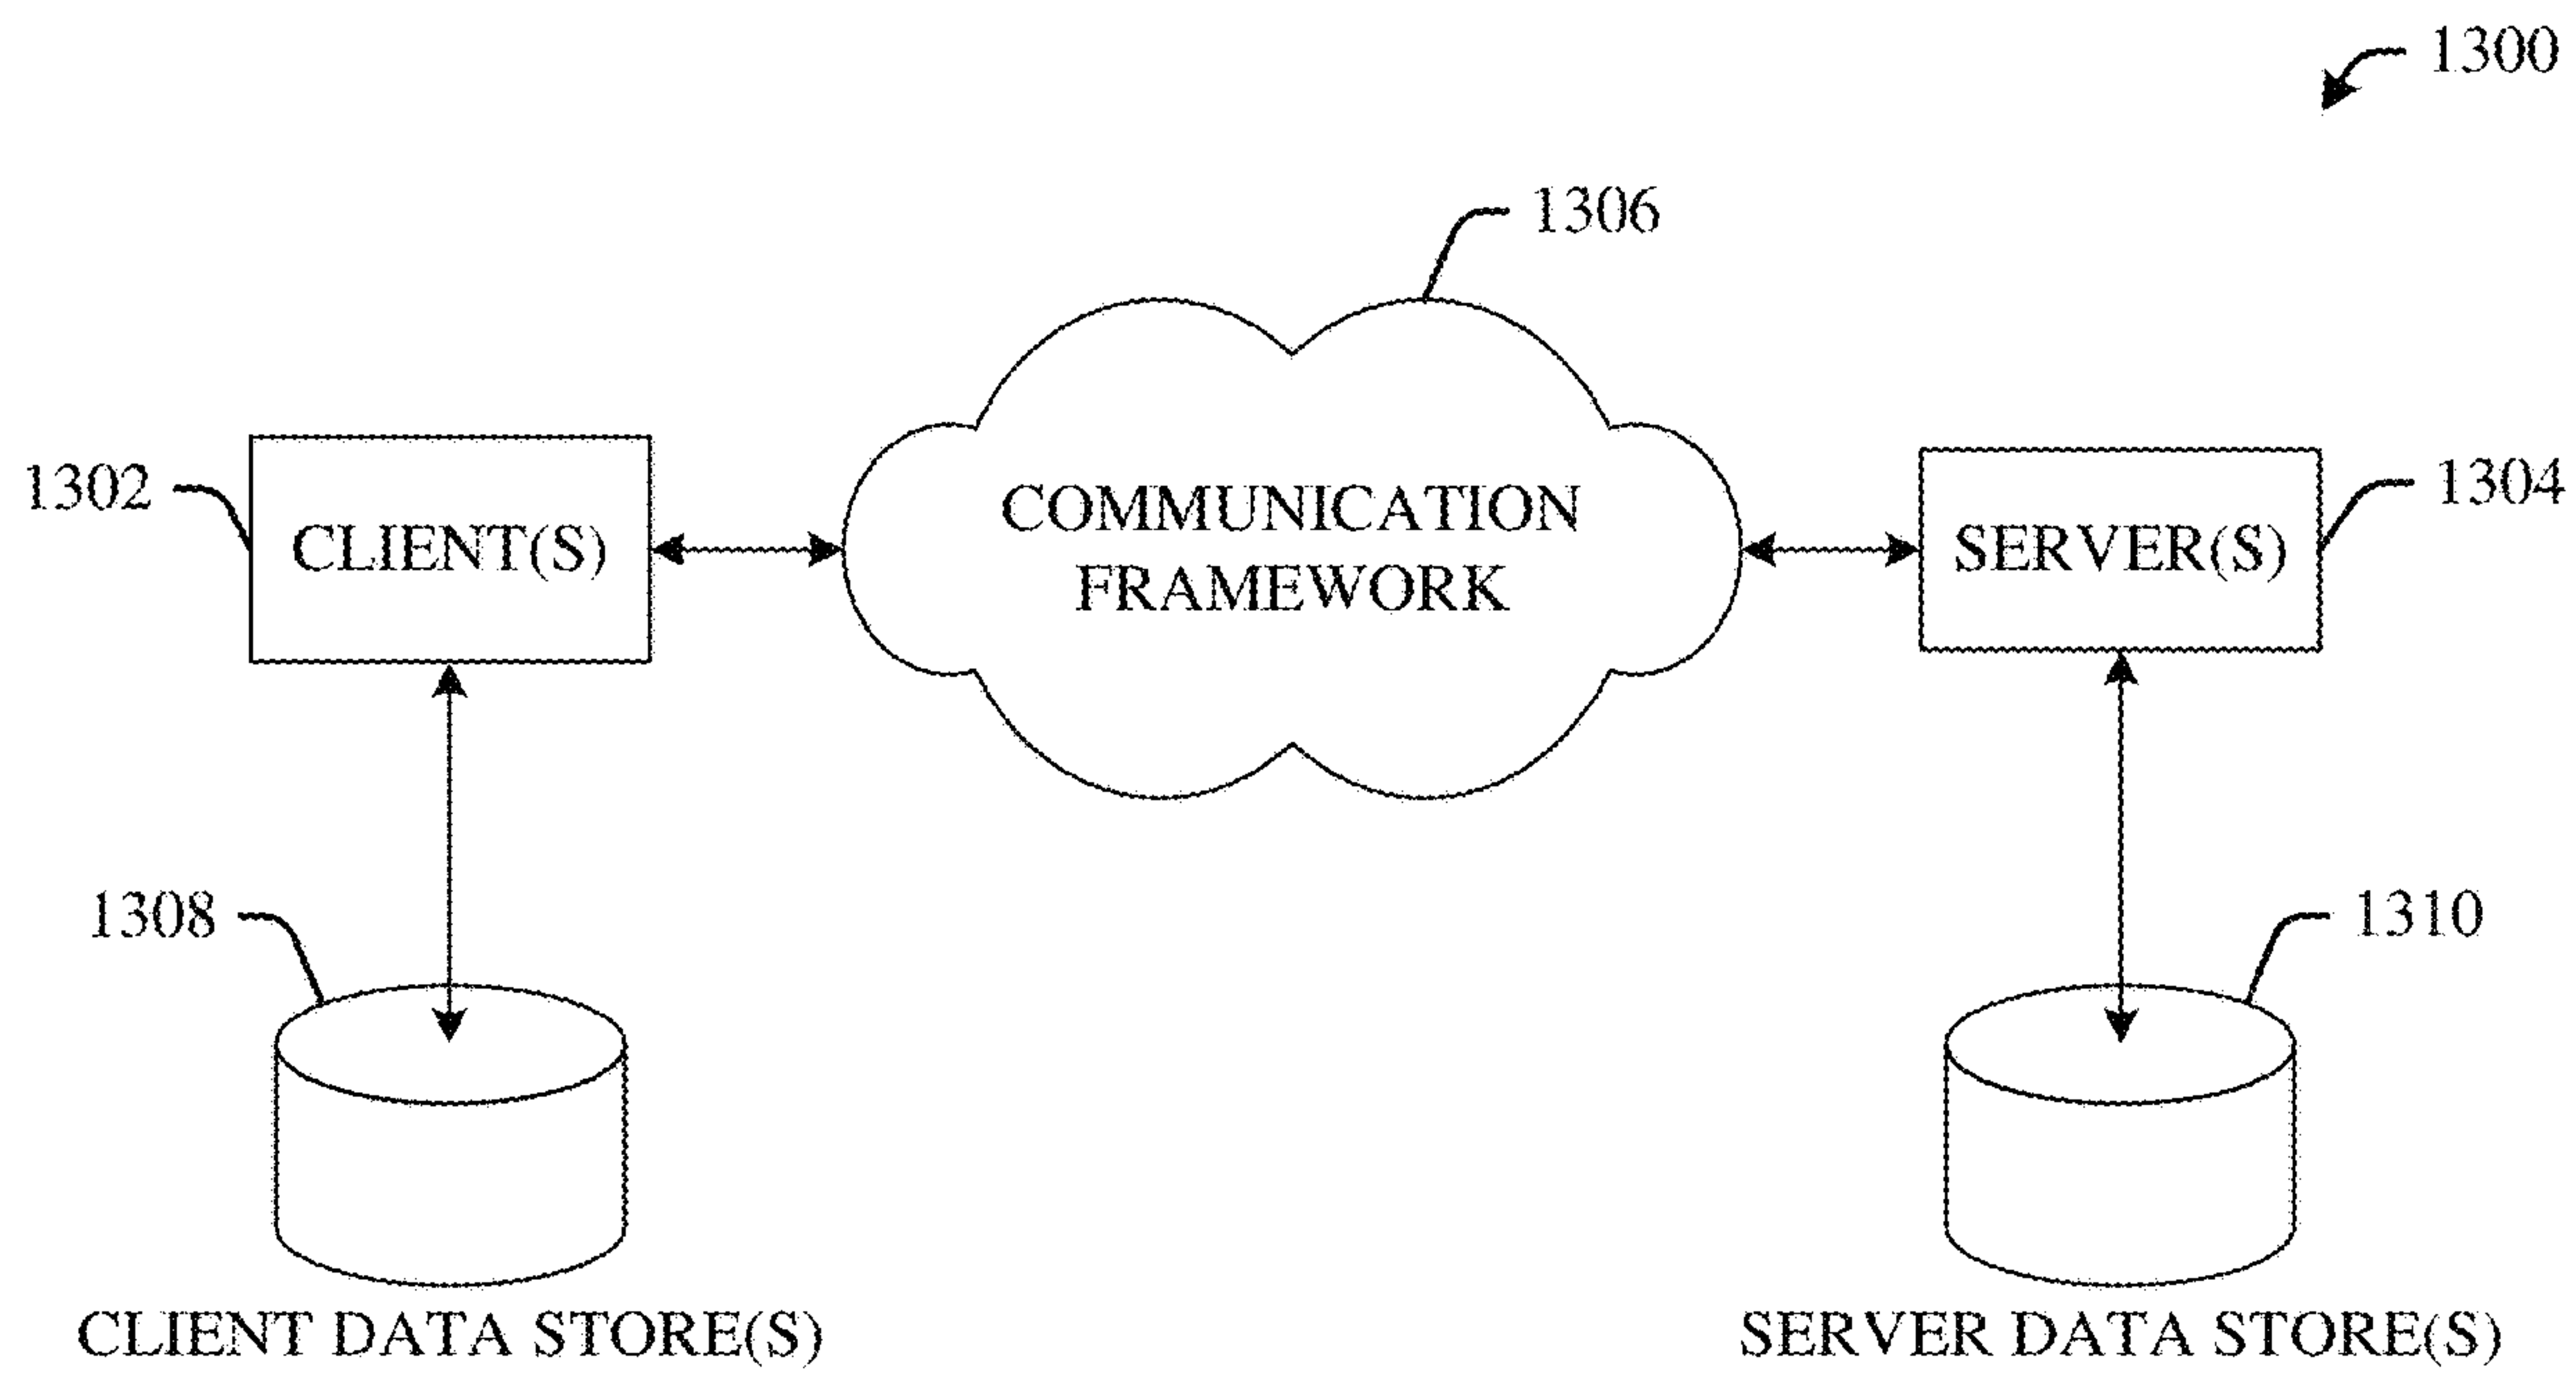 1300
1306
1302
CLIENT(S)
COMMUNICATION
FRAMEWORK
SERVER(S)
1304
1308
1310
CLIENT DATA STORE(S)
SERVER DATA STORE(S)